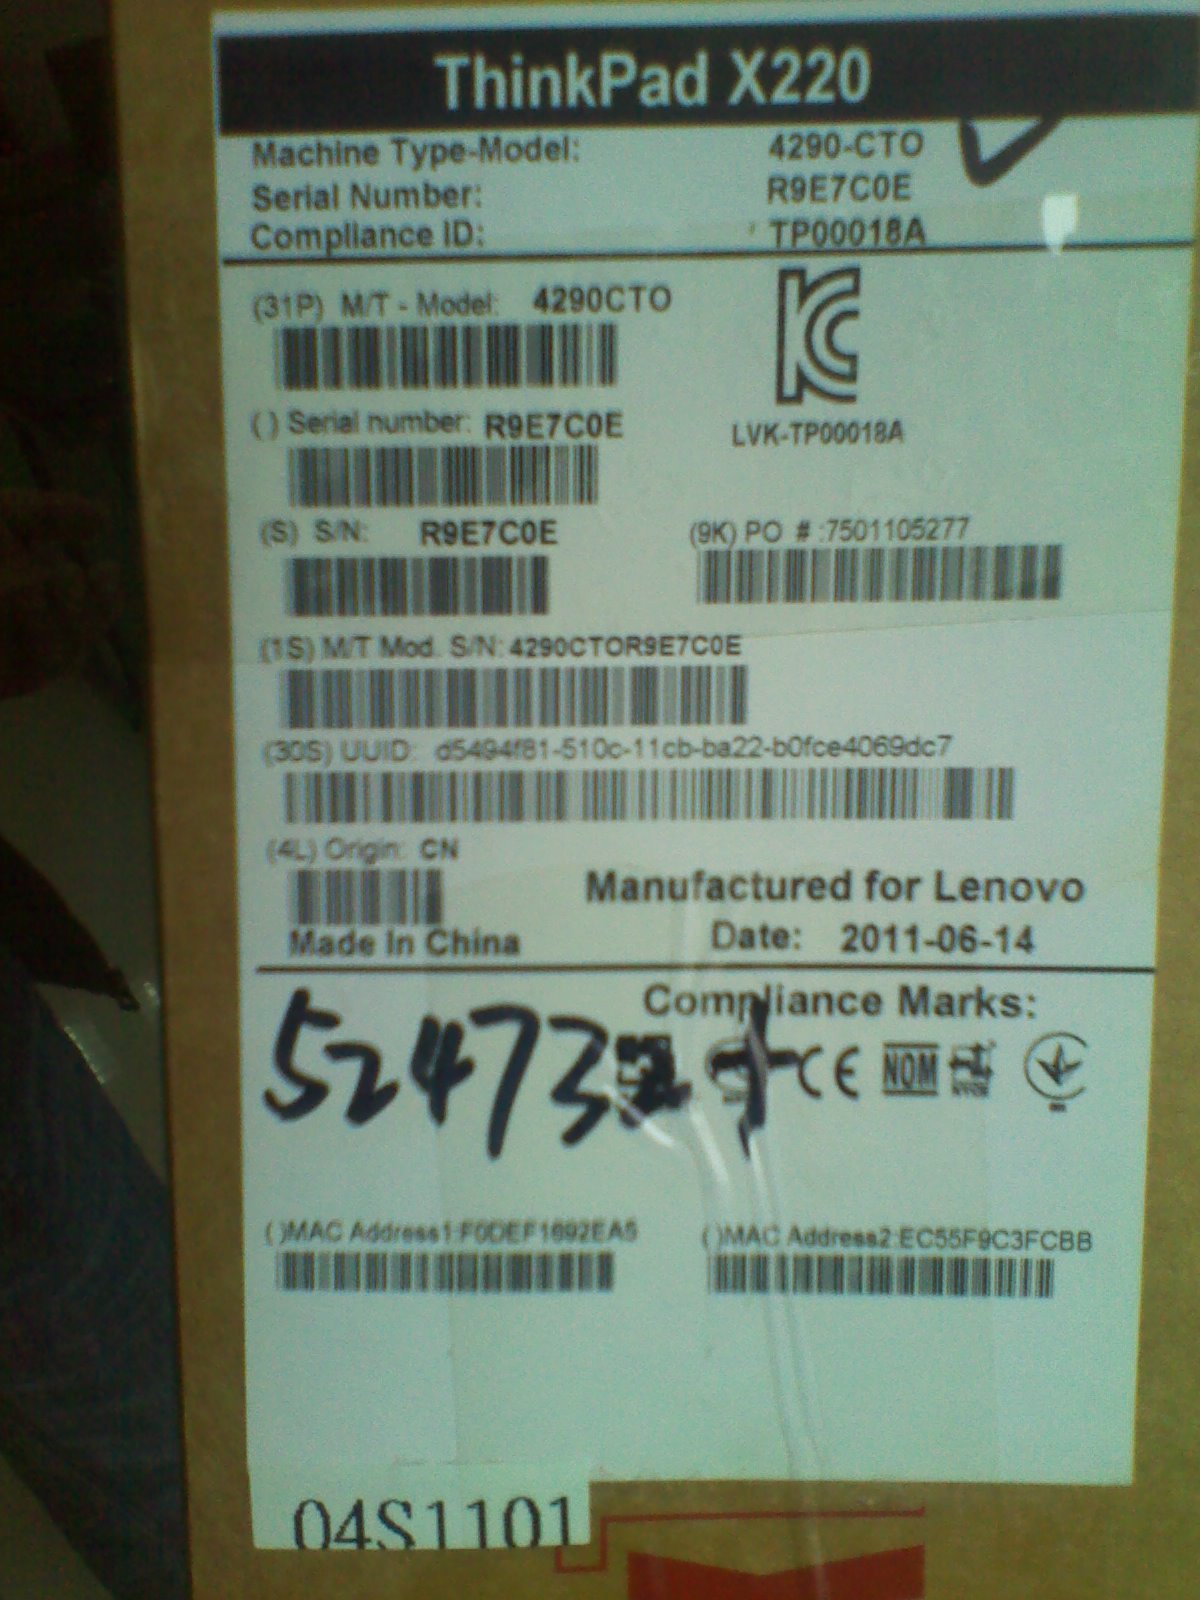 ThinkPad X220
Machine Type-Model: 4290-CTO
Serial Number: R9E7C0E
Compliance ID: TP00018A
(31P) M/T - Model: 4290CTO
() Serial number: R9E7C0E
LVK-TP00018A
(S) S/N: R9E7C0E
(9K) PO # :7501105277
(1S) M/T Mod. S/N: 4290CTOR9E7C0E
(30S) UUID: d5494f81-510c-11cb-ba22-b0fce4069dc7
(4L) Origin: CN
Manufactured for Lenovo
Made In China
Date: 2011-06-14
Compliance Marks:
52473
CE NOM
()MAC Address1:F0DEF1692EA5
()MAC Address2:EC55F9C3FCBB
04S1101